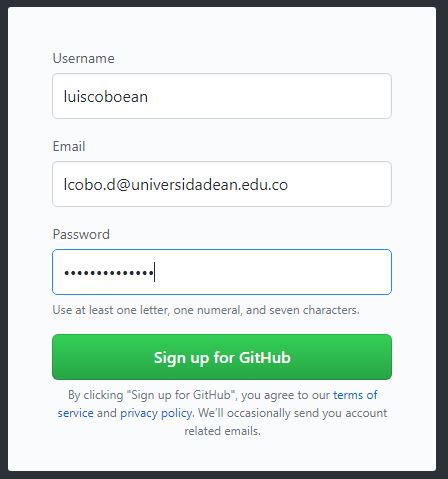 Username
luiscoboean
Email
lcobo.d@universidadean.edu.co
Password
••••••••••••••
Use at least one letter, one numeral, and seven characters.
Sign up for GitHub
By clicking "Sign up for GitHub", you agree to our terms of
service and privacy policy. We'll occasionally send you account
related emails.